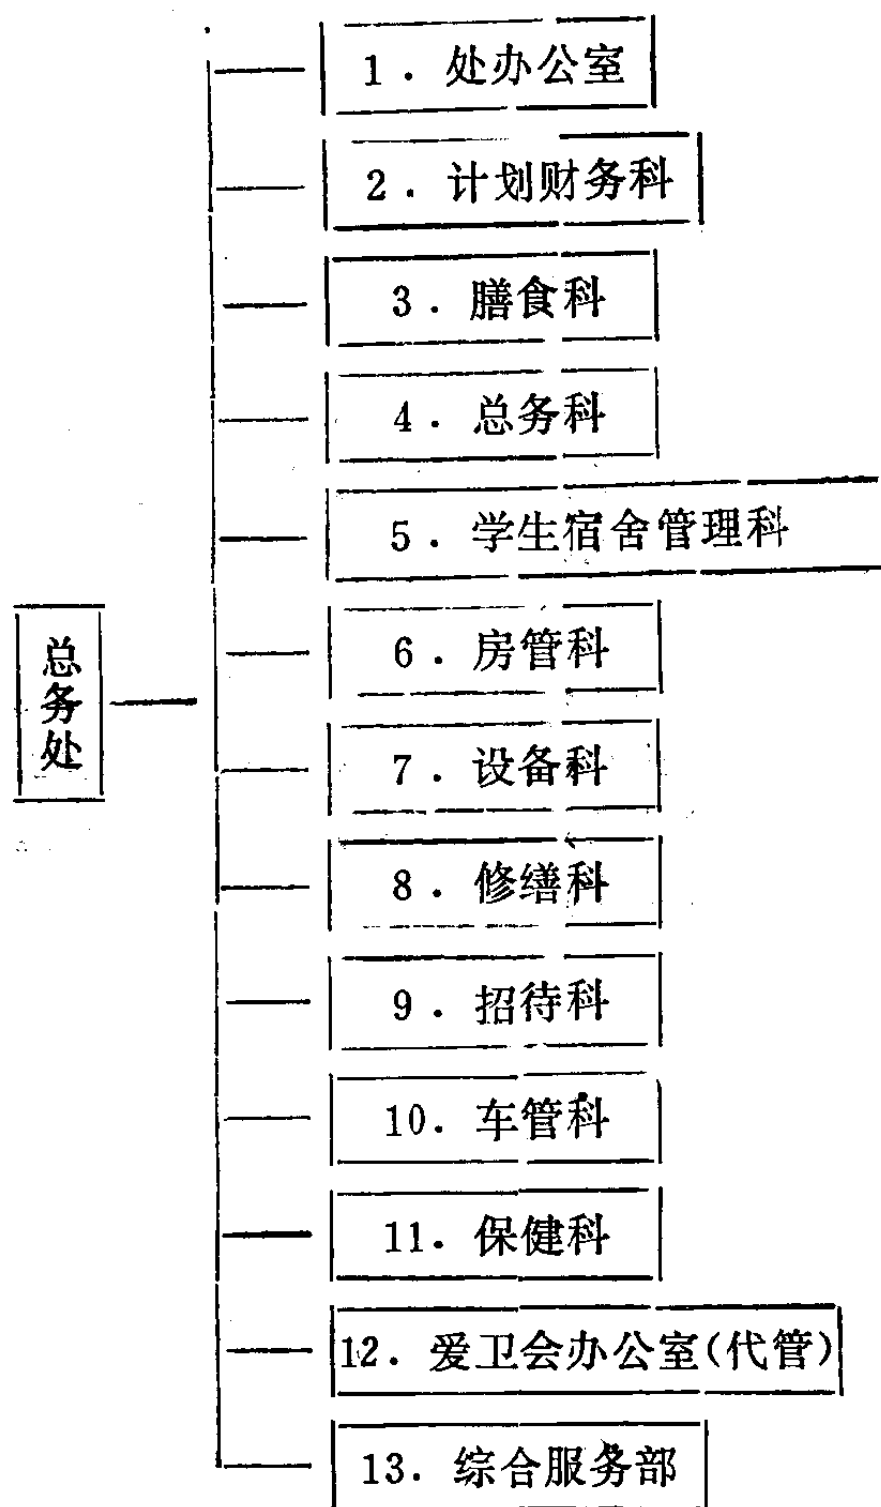 1．处办公室
2．计划财务科
3．膳食科
4．总务科
5．学生宿舍管理科
6．房管科
7．设备科
8．修缮科
9．招待科
10．车管科
11．保健科
12．爱卫会办公室(代管)
13．综合服务部
总务处